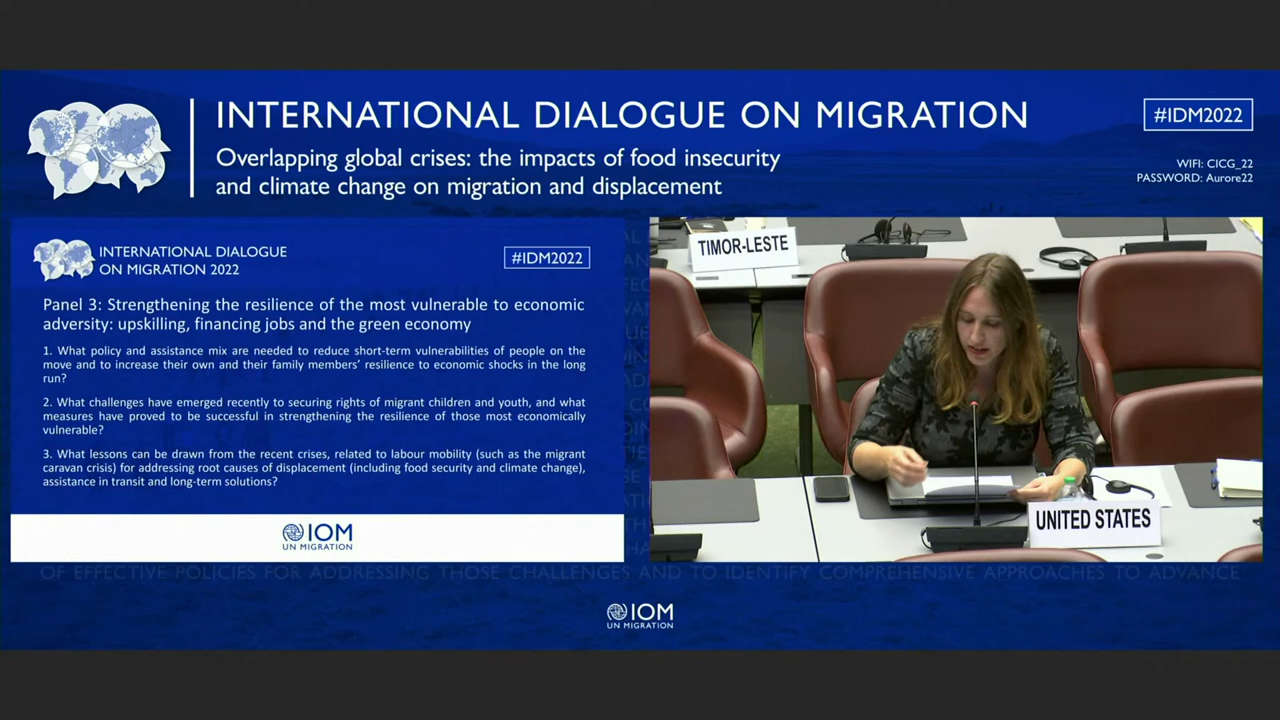 INTERNATIONAL DIALOGUE ON MIGRATION
Overlapping global crises: the impacts of food insecurity
and climate change on migration and displacement
#IDM2022
WIFI: CICG_22
PASSWORD: Aurore22
INTERNATIONAL DIALOGUE
ON MIGRATION 2022
#IDM2022
Panel 3: Strengthening the resilience of the most vulnerable to economic
adversity: upskilling, financing jobs and the green economy
1. What policy and assistance mix are needed to reduce short-term vulnerabilities of people on the
move and to increase their own and their family members' resilience to economic shocks in the long
run?
2. What challenges have emerged recently to securing rights of migrant children and youth, and what
measures have proved to be successful in strengthening the resilience of those most economically
vulnerable?
3. What lessons can be drawn from the recent crises, related to labour mobility (such as the migrant
caravan crisis) for addressing root causes of displacement (including food security and climate change),
assistance in transit and long-term solutions?
IOM
UN MIGRATION
TIMOR-LESTE
UNITED STATES
OF EFFECTIVE POLICIES FOR ADDRESSING THOSE CHALLENGES AND TO IDENTIFY COMPREHENSIVE APPROACHES TO ADVANCE
IOM
UN MIGRATION